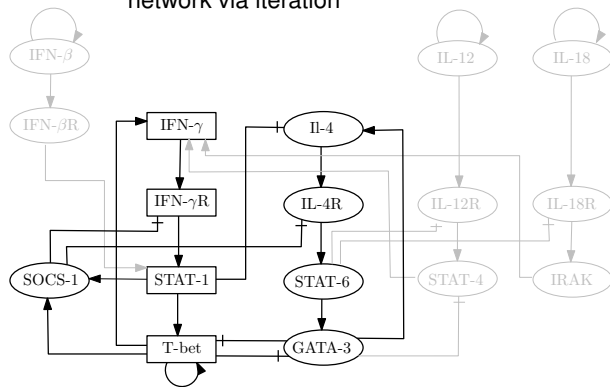 network via iteration
IFN-β
IL-12
IL-18
IFN-βR
IFN-γ
Il-4
IFN-γR
IL-4R
IL-12R
IL-18R
SOCS-1
STAT-1
STAT-6
STAT-4
IRAK
T-bet
GATA-3